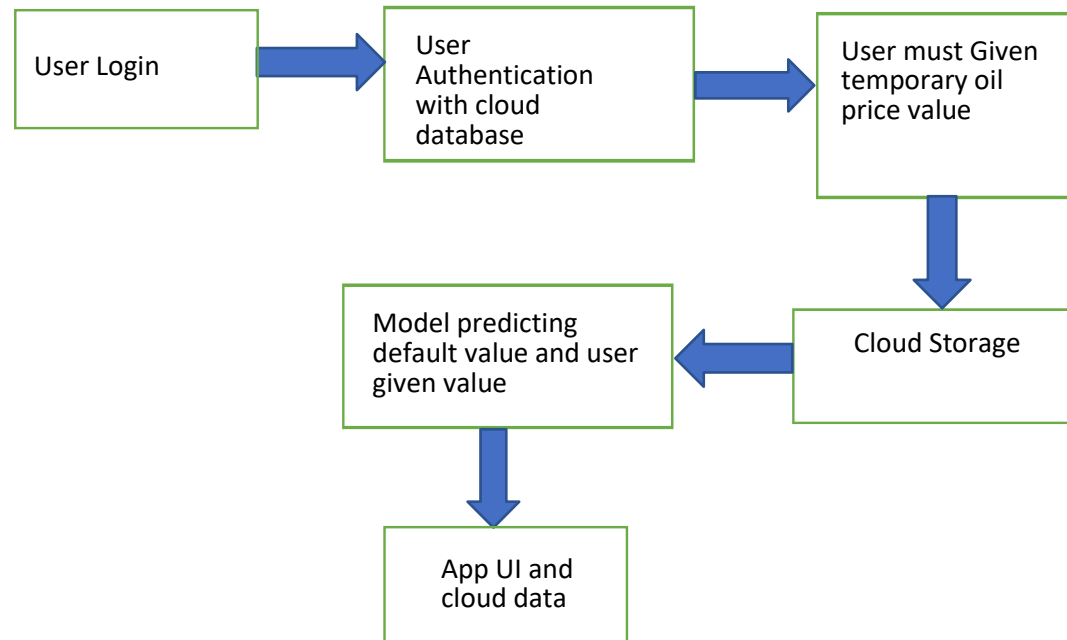 User Login
User
Authentication
with cloud
database
User must Given
temporary oil
price value
Cloud Storage
Model predicting
default value and user
given value
App UI and
cloud data